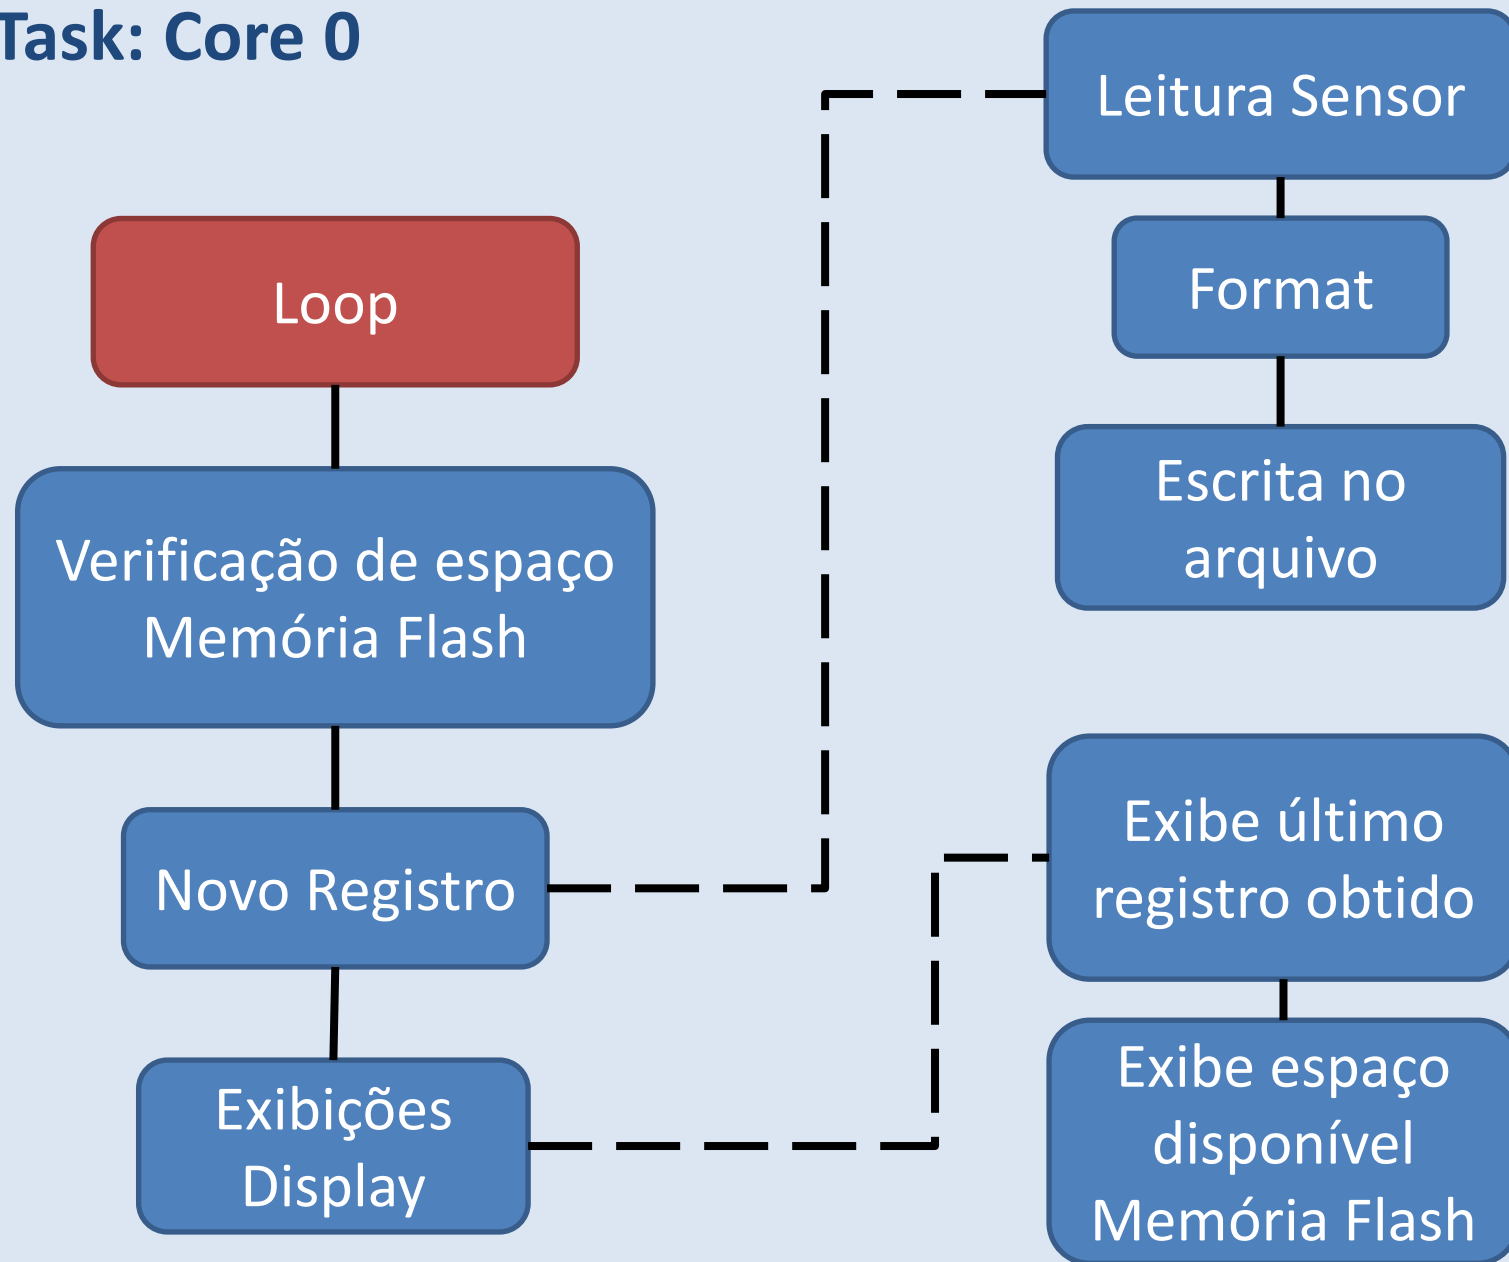 Task: Core 0
Loop
Verificação de espaço
Memória Flash
Novo Registro
Exibições
Display
Leitura Sensor
Format
Escrita no
arquivo
Exibe último
registro obtido
Exibe espaço
disponível
Memória Flash